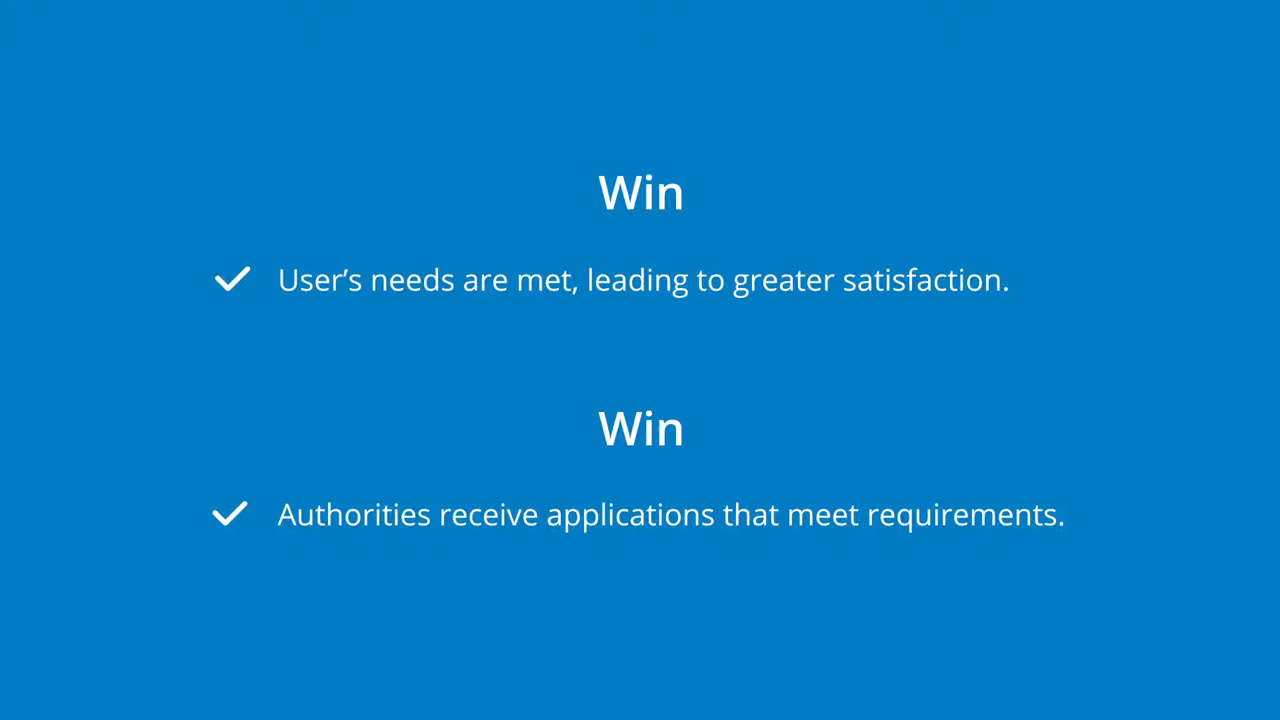 Win
User’s needs are met, leading to greater satisfaction.
Win
Authorities receive applications that meet requirements.